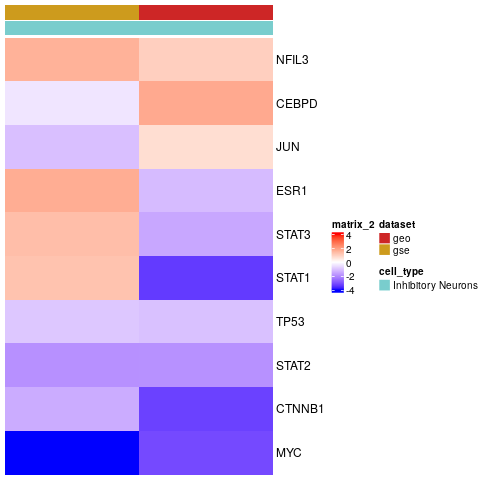 NFIL3
CEBPD
JUN
ESR1
STAT3
STAT1
TP53
STAT2
CTNNB1
MYC
matrix_2
4
2
0
-2
-4
dataset
geo
gse
cell_type
Inhibitory Neurons